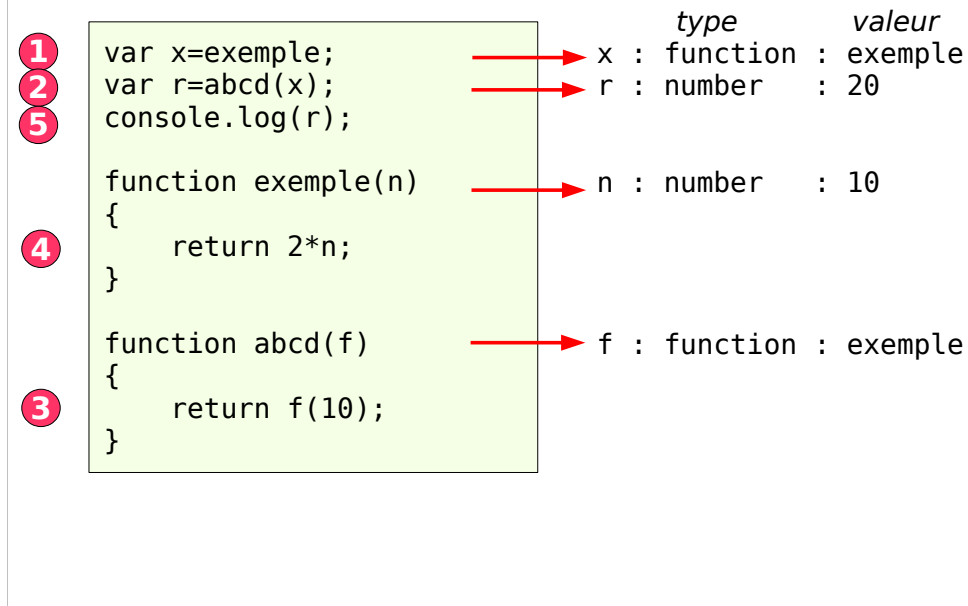 type valeur
1 var x=exemple; x : function : exemple
2 var r=abcd(x); r : number : 20
5 console.log(r);
function exemple(n) n : number : 10
{
4 return 2*n;
}
function abcd(f) f : function : exemple
{
3 return f(10);
}